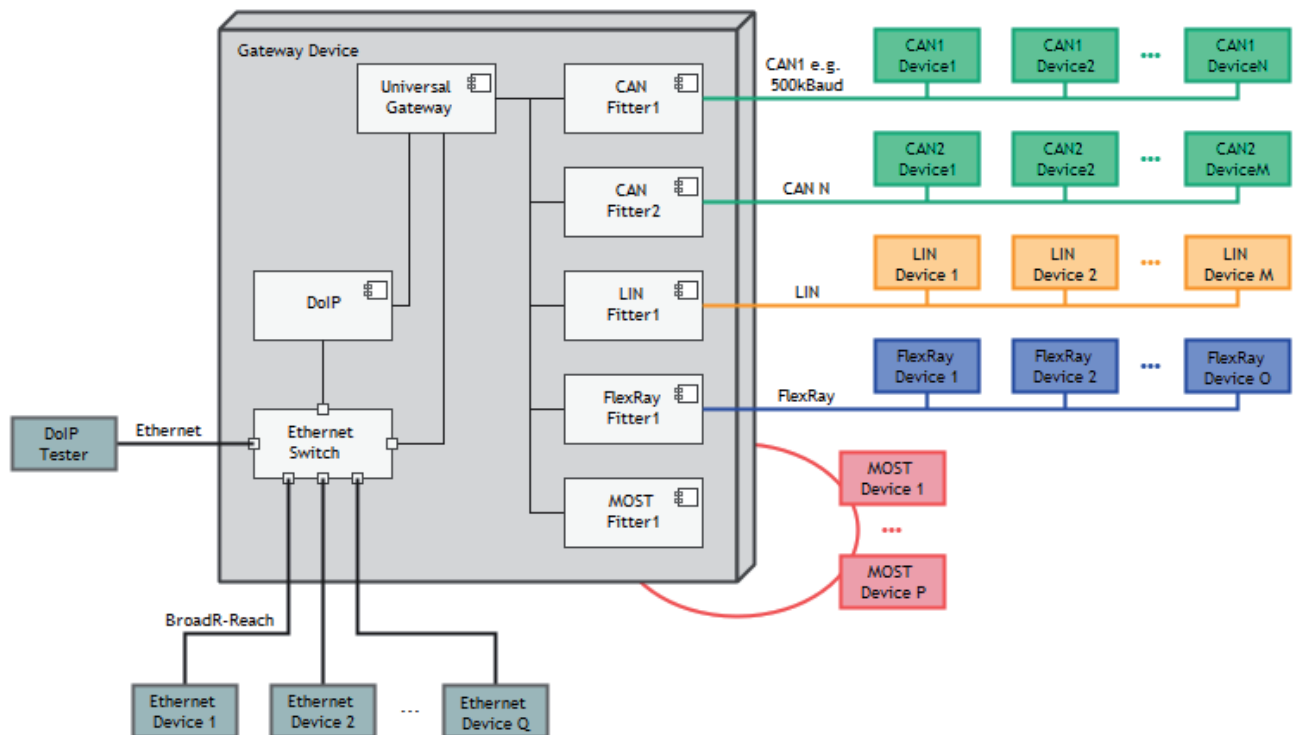 Gateway Device
Universal
Gateway
CAN
Fitter1
CAN1 e.g.
500kBaud
CAN1
Device1
CAN1
Device2
...
CAN1
DeviceN
CAN
Fitter2
CAN N
CAN2
Device1
CAN2
Device2
...
CAN2
DeviceM
DoIP
LIN
Fitter1
LIN
LIN
Device 1
LIN
Device 2
...
LIN
Device M
FlexRay
Fitter1
FlexRay
FlexRay
Device 1
FlexRay
Device 2
...
FlexRay
Device O
DoIP
Tester
Ethernet
Ethernet
Switch
MOST
Fitter1
MOST
Device 1
...
MOST
Device P
BroadR-Reach
Ethernet
Device 1
Ethernet
Device 2
...
Ethernet
Device Q